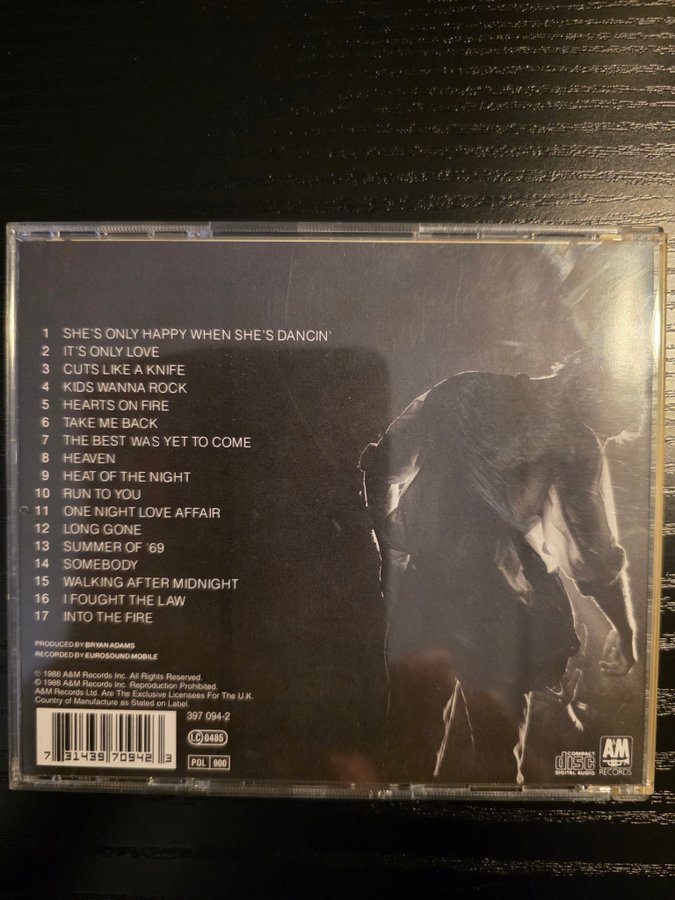 1 SHE'S ONLY HAPPY WHEN SHE'S DANCIN'
2 IT'S ONLY LOVE
3 CUTS LIKE A KNIFE
4 KIDS WANNA ROCK
5 HEARTS ON FIRE
6 TAKE ME BACK
7 THE BEST WAS YET TO COME
8 HEAVEN
9 HEAT OF THE NIGHT
10 RUN TO YOU
11 ONE NIGHT LOVE AFFAIR
12 LONG GONE
13 SUMMER OF '69
14 SOMEBODY
15 WALKING AFTER MIDNIGHT
16 I FOUGHT THE LAW
17 INTO THE FIRE
PRODUCED BY BRYAN ADAMS
RECORDED BY EUROSOUND MOBILE
℗ 1988 A&M Records Inc. All Rights Reserved.
© 1988 A&M Records Inc. Reproduction Prohibited.
A&M Records Ltd. Are The Exclusive Licensees For The U.K.
Country of Manufacture as Stated on Label.
397 094-2
LC 0485
POL 900
7 31439 70942 3
COMPACT
disc
DIGITAL AUDIO
A&M
RECORDS